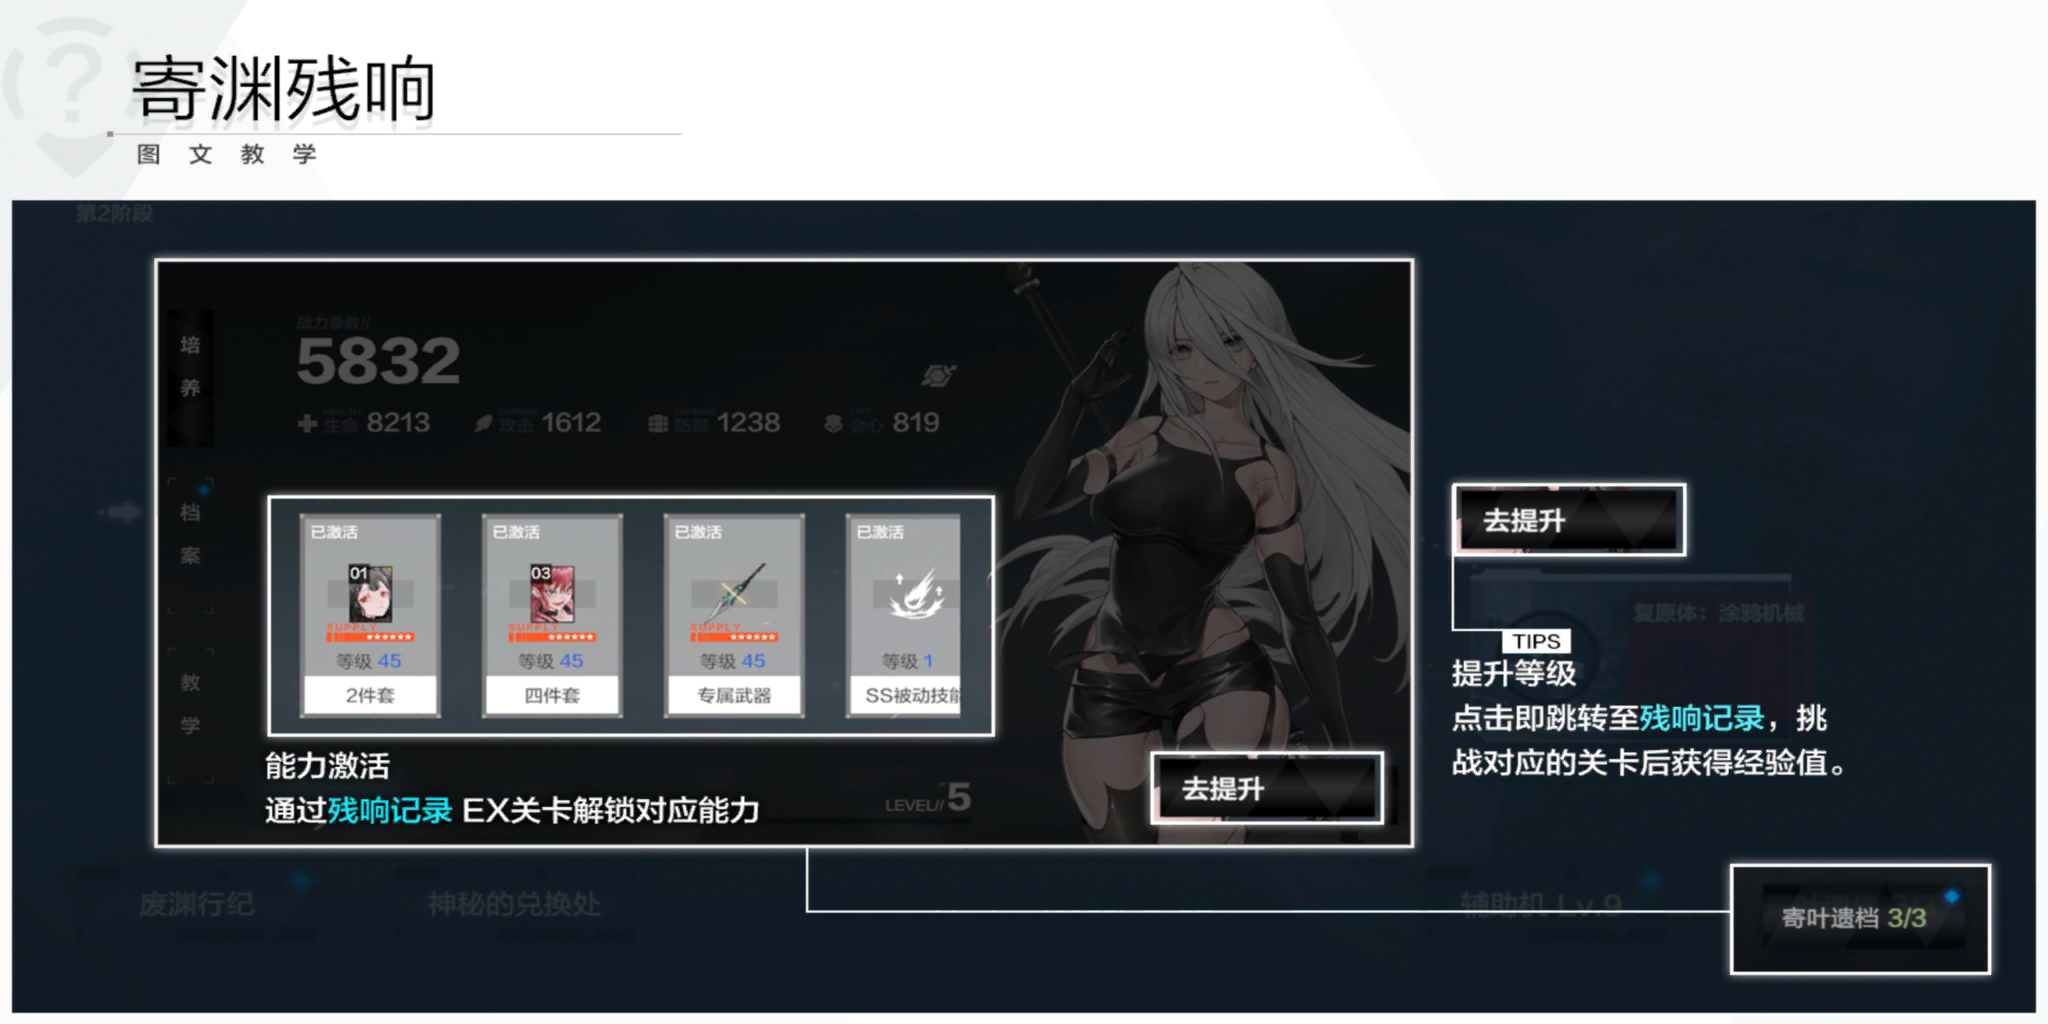 寄渊残响
图文教学
第2阶段
战力参数//
5832
生命 8213
攻击 1612
防御 1238
会心 819
培养
档案
教学
已激活
01
SUPPLY
等级 45
2件套
已激活
03
SUPPLY
等级 45
四件套
已激活
SUPPLY
等级 45
专属武器
已激活
等级 1
SS被动技能
能力激活
通过残响记录 EX关卡解锁对应能力
LEVEL// 5
去提升
去提升
复原体：涂鸦机械
TIPS
提升等级
点击即跳转至残响记录，挑
战对应的关卡后获得经验值。
废渊行纪
神秘的兑换处
辅助机 Lv.9
寄叶遗档 3/3